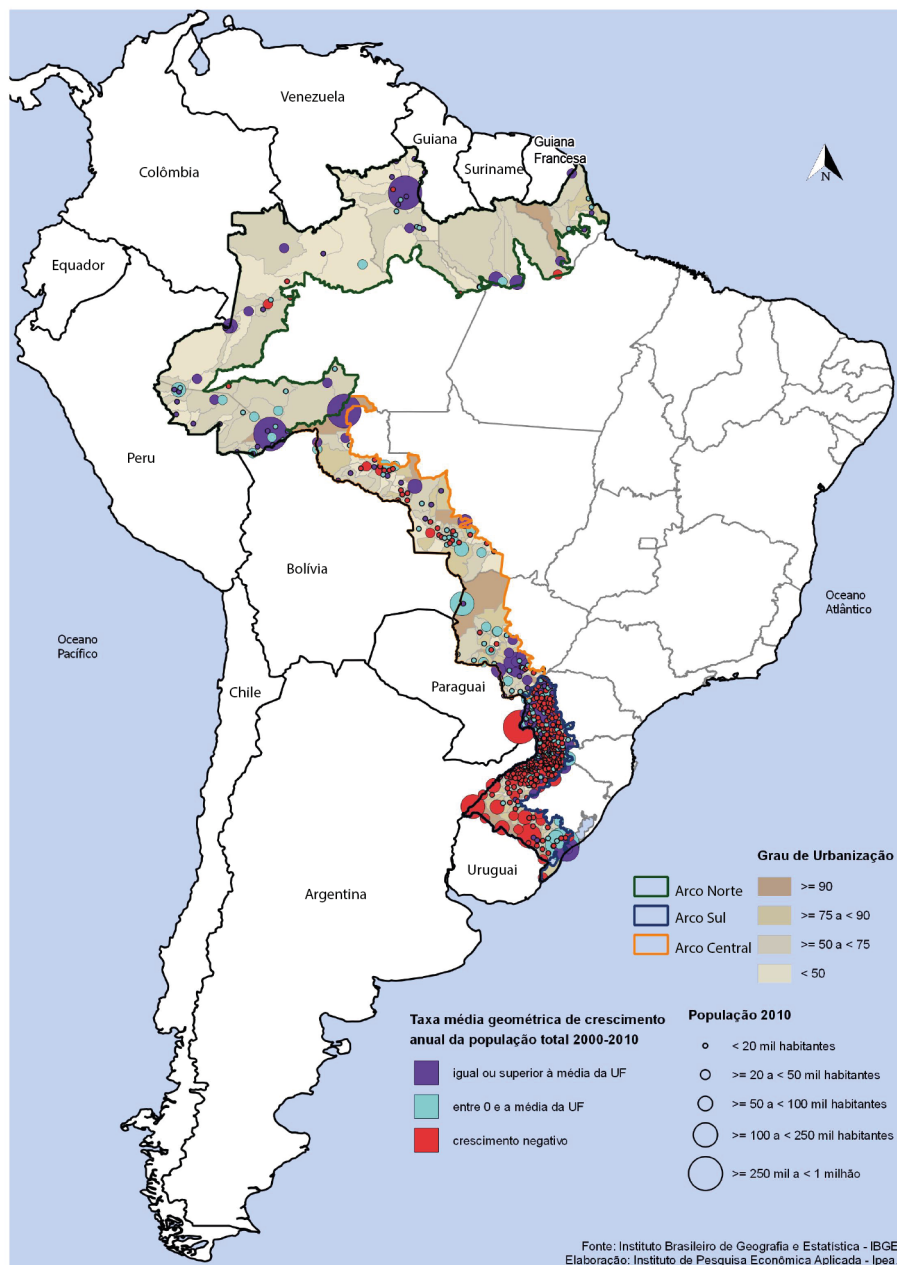 Venezuela
Guiana
Guiana
Francesa
Suriname
Colômbia
N
Equador
Peru
Bolívia
Oceano
Atlântico
Oceano
Pacífico
Chile
Paraguai
Uruguai
Argentina
Arco Norte
Arco Sul
Arco Central
Grau de Urbanização
>= 90
>= 75 a < 90
>= 50 a < 75
< 50
Taxa média geométrica de crescimento
anual da população total 2000-2010
igual ou superior à média da UF
entre 0 e a média da UF
crescimento negativo
População 2010
< 20 mil habitantes
>= 20 a < 50 mil habitantes
>= 50 a < 100 mil habitantes
>= 100 a < 250 mil habitantes
>= 250 mil a < 1 milhão
Fonte: Instituto Brasileiro de Geografia e Estatística - IBGE
Elaboração: Instituto de Pesquisa Econômica Aplicada - Ipea